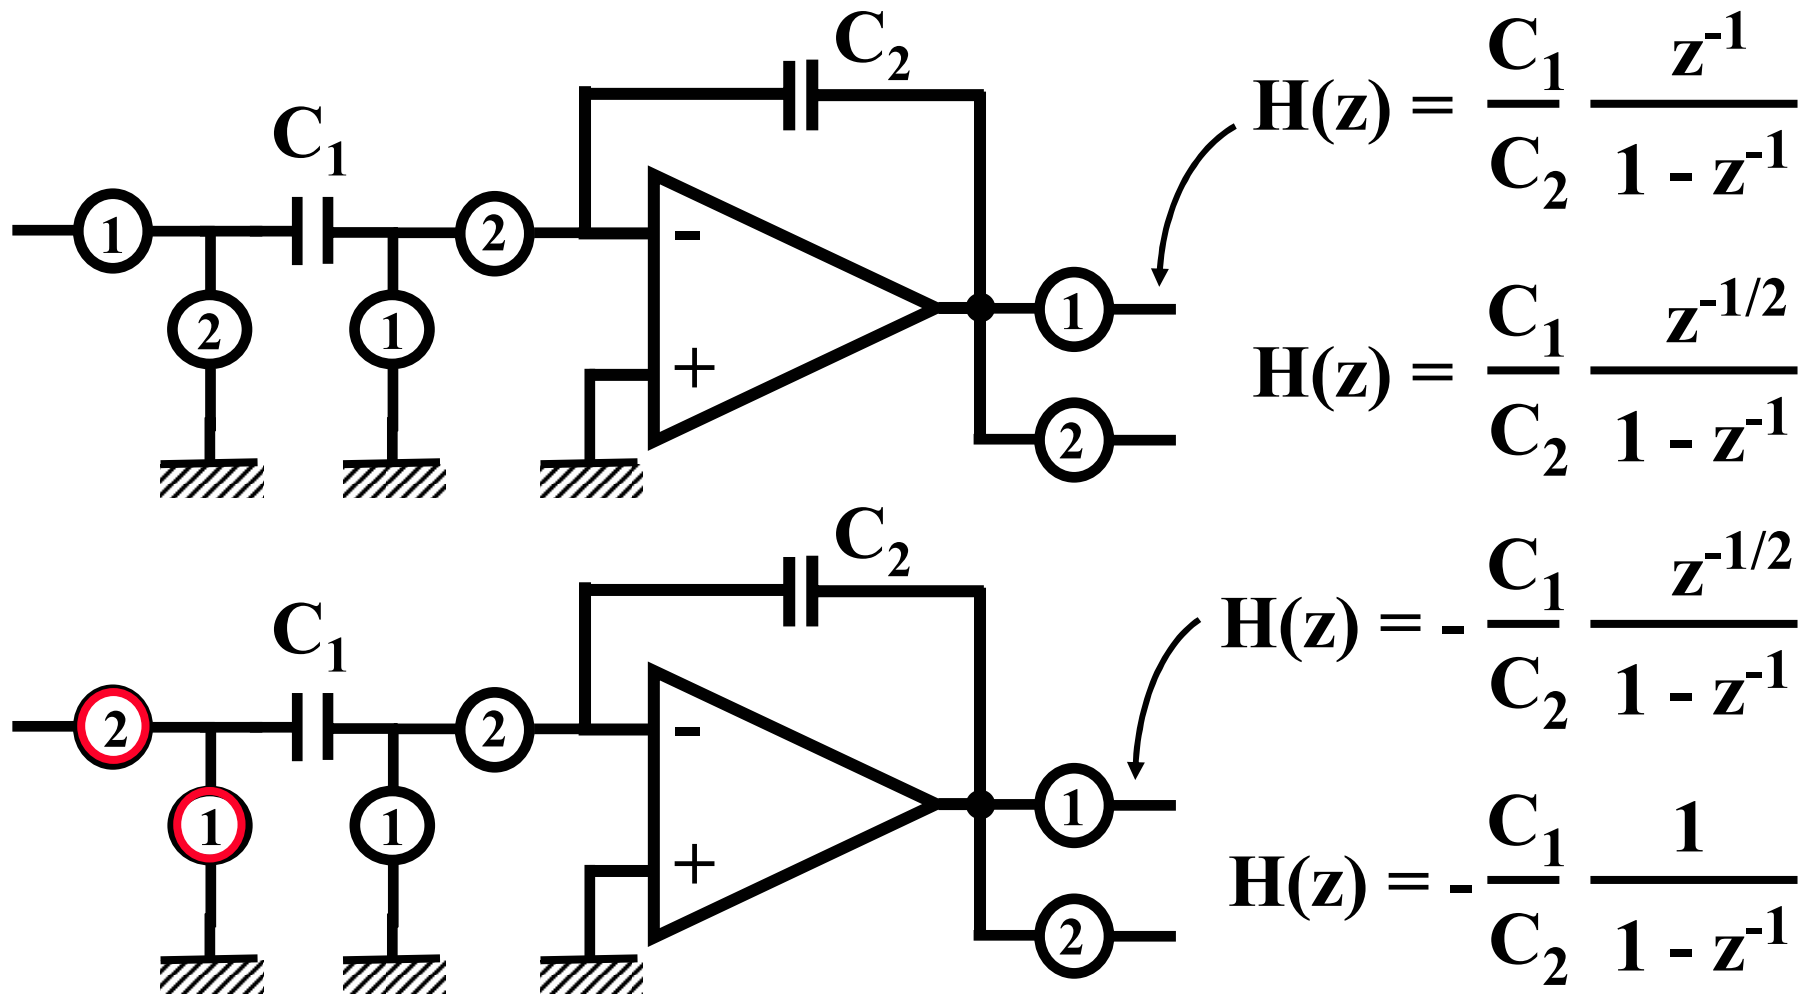 C₂
C₁
1
2
2
1
-
+
1
2
H(z) = C₁/C₂ z⁻¹/(1 - z⁻¹)
H(z) = C₁/C₂ z⁻¹/²/(1 - z⁻¹)
C₂
C₁
2
2
1
1
-
+
1
2
H(z) = - C₁/C₂ z⁻¹/²/(1 - z⁻¹)
H(z) = - C₁/C₂ 1/(1 - z⁻¹)